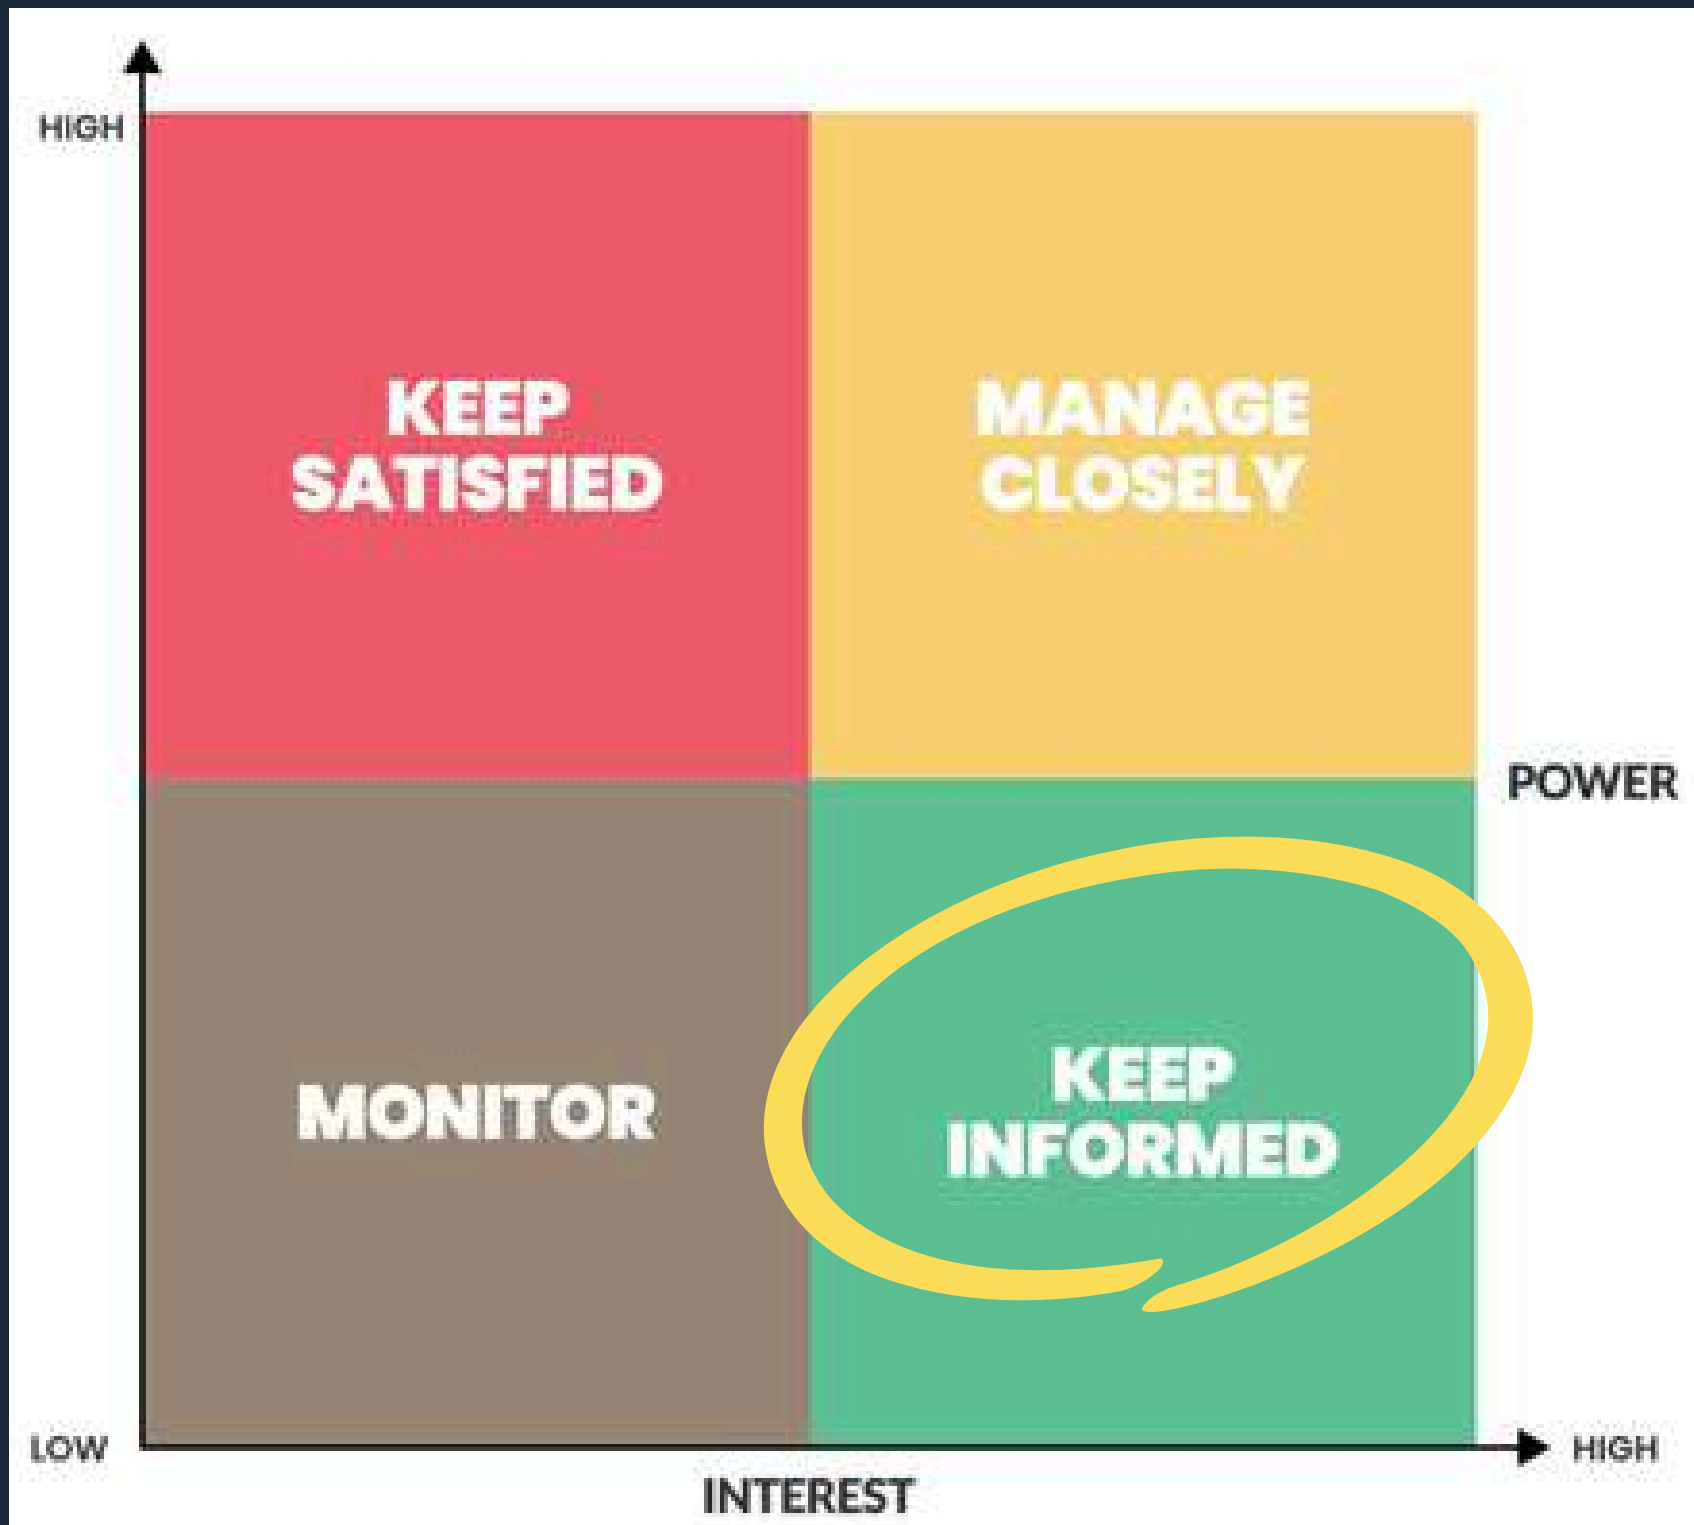 HIGH
KEEP
SATISFIED
MANAGE
CLOSELY
POWER
MONITOR
KEEP
INFORMED
LOW
HIGH
INTEREST